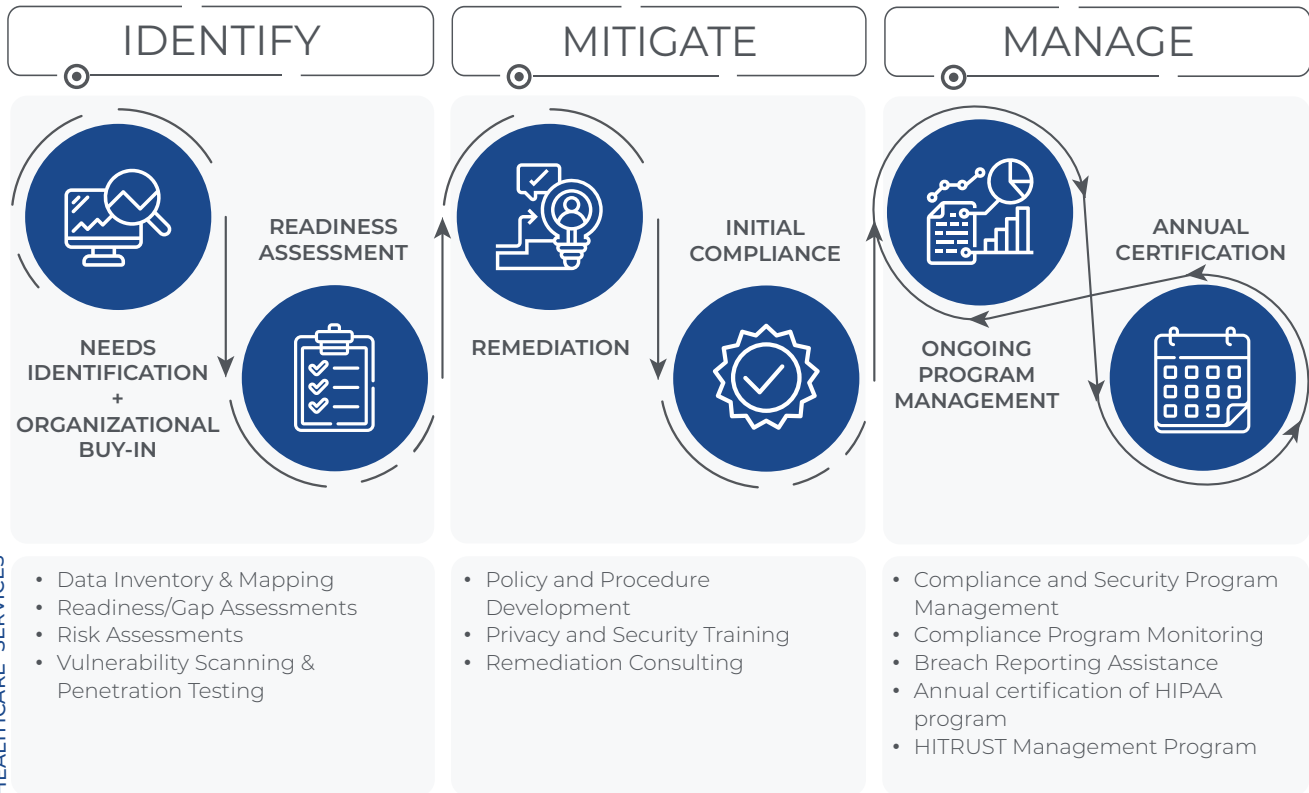 IDENTIFY
MITIGATE
MANAGE
NEEDS
IDENTIFICATION
+
ORGANIZATIONAL
BUY-IN
READINESS
ASSESSMENT
REMEDIATION
INITIAL
COMPLIANCE
ONGOING
PROGRAM
MANAGEMENT
ANNUAL
CERTIFICATION
HEALTHCARE SERVICES
• Data Inventory & Mapping
• Readiness/Gap Assessments
• Risk Assessments
• Vulnerability Scanning &
Penetration Testing
• Policy and Procedure
Development
• Privacy and Security Training
• Remediation Consulting
• Compliance and Security Program
Management
• Compliance Program Monitoring
• Breach Reporting Assistance
• Annual certification of HIPAA
program
• HITRUST Management Program